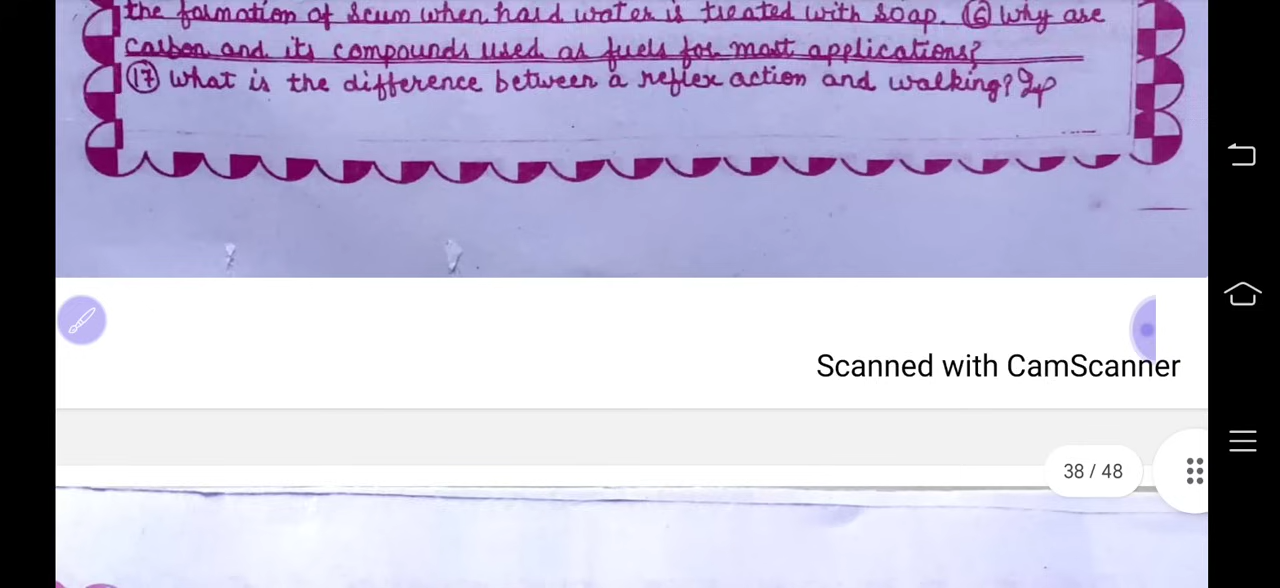 the formation of scum when hard water is treated with soap. ⑯ Why are
carbon and its compounds used as fuels for most applications?
⑰ What is the difference between a reflex action and walking? Imp
Scanned with CamScanner
38 / 48